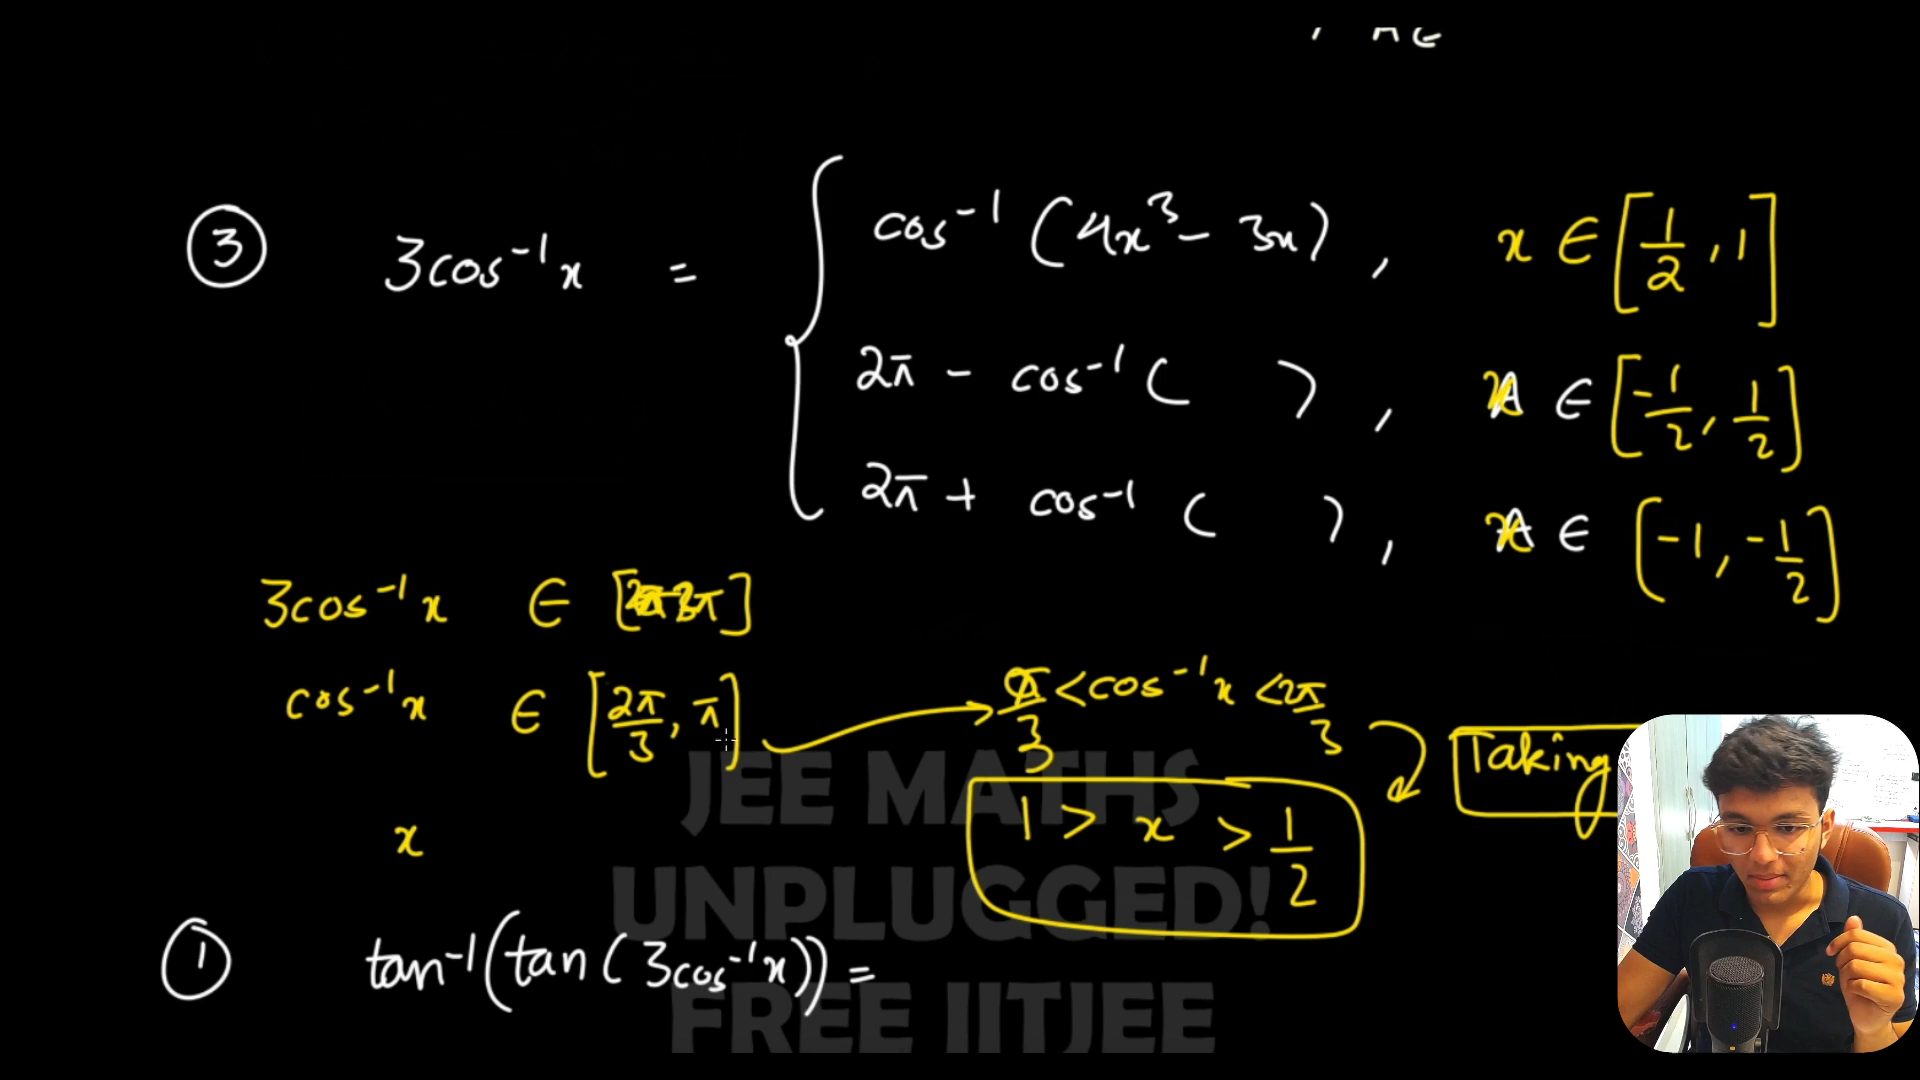 ③ 3cos⁻¹x = { cos⁻¹(4x³ - 3x) , x ∈ [1/2, 1]
2π - cos⁻¹( ) , x ∈ [-1/2, 1/2]
2π + cos⁻¹( ) , x ∈ [-1, -1/2]
3cos⁻¹x ∈ [ 3π]
cos⁻¹x ∈ [2π/3, π]
π/3 < cos⁻¹x < 2π/3
Taking
1 > x > 1/2
x
① tan⁻¹(tan(3cos⁻¹x)) =
JEE MATHS
UNPLUGGED!
FREE IITJEE